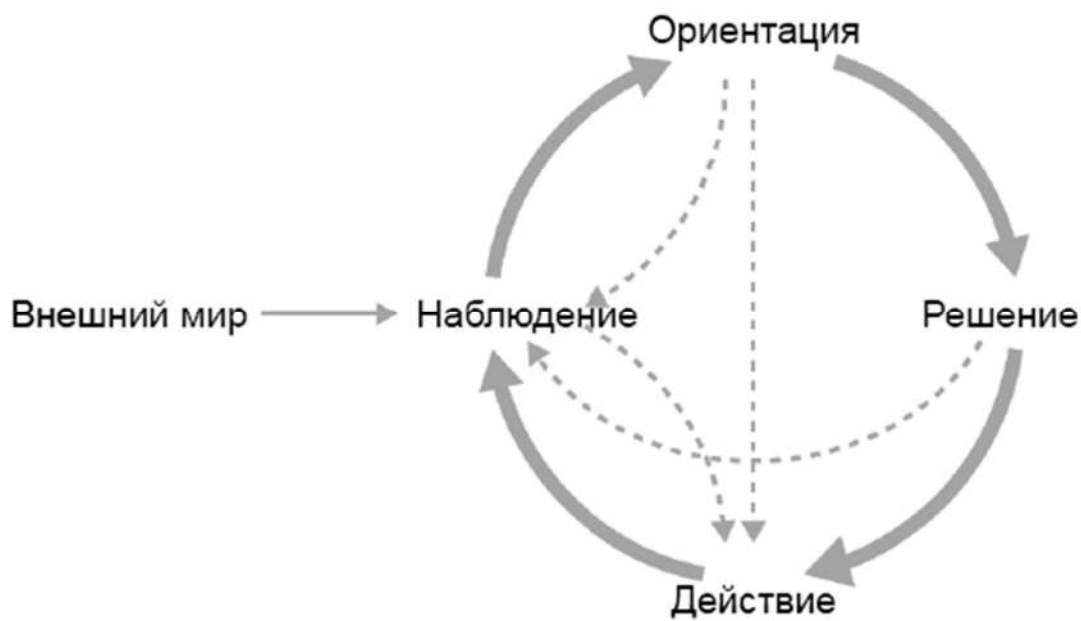 Ориентация
Внешний мир
Наблюдение
Решение
Действие